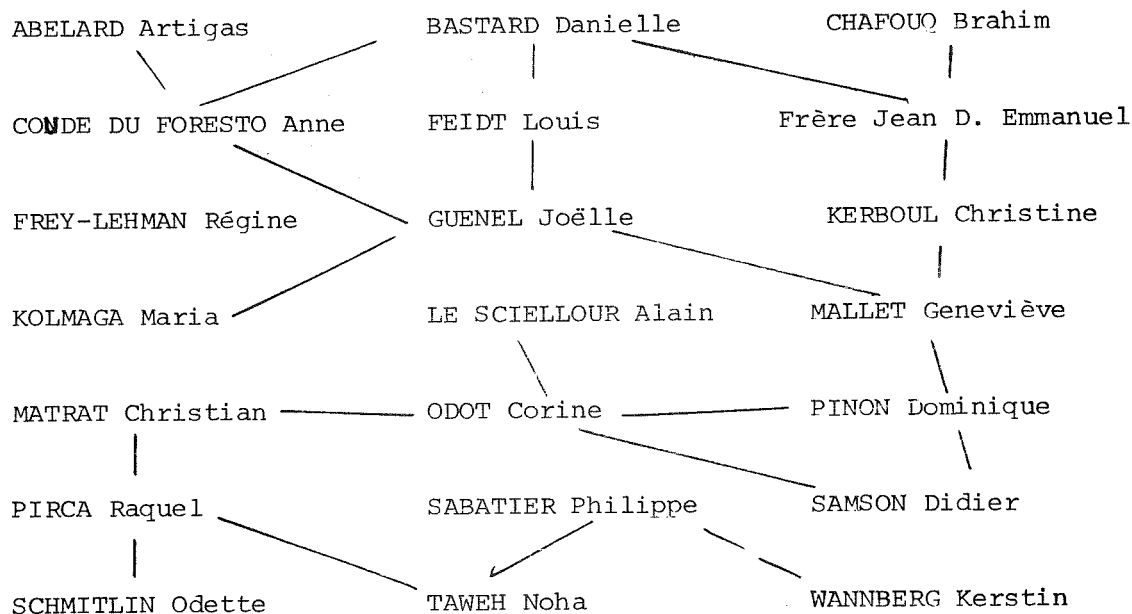 ABELARD Artigas BASTARD Danielle CHAFOUQ Brahim
CONDE DU FORESTO Anne FEIDT Louis Frère Jean D. Emmanuel
FREY-LEHMAN Régine GUENEL Joëlle KERBOUL Christine
KOLMAGA Maria LE SCIELLOUR Alain MALLET Geneviève
MATRAT Christian ODOT Corine PINON Dominique
PIRCA Raquel SABATIER Philippe SAMSON Didier
SCHMITLIN Odette TAWEH Noha WANNBERG Kerstin